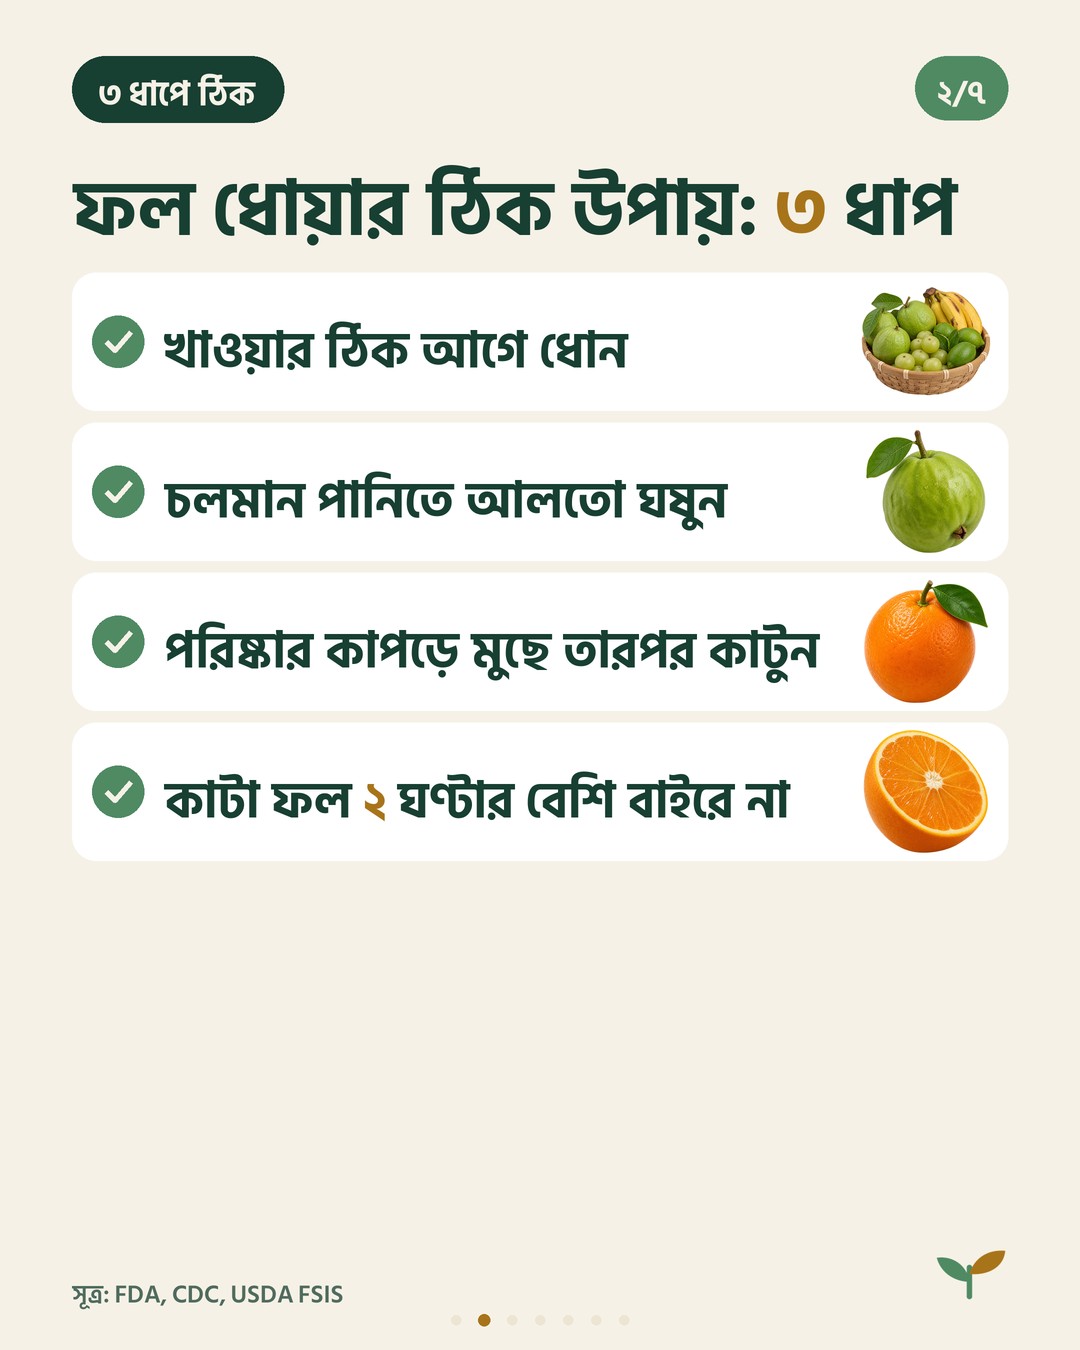 ৩ ধাপে ঠিক
২/৭
ফল ধোয়ার ঠিক উপায়: ৩ ধাপ
খাওয়ার ঠিক আগে ধোন
চলমান পানিতে আলতো ঘষুন
পরিষ্কার কাপড়ে মুছে তারপর কাটুন
কাটা ফল ২ ঘণ্টার বেশি বাইরে না
সূত্র: FDA, CDC, USDA FSIS